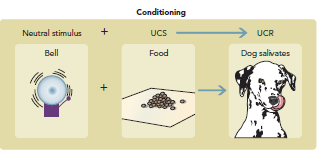 Conditioning
Neutral stimulus + UCS UCR
Bell Food Dog salivates
+